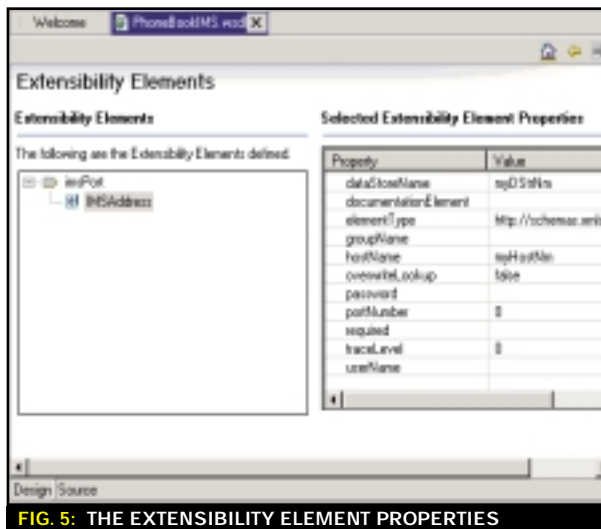 Welcome
PhoneBookIMS.wsdl
Extensibility Elements
Extensibility Elements
The following are the Extensibility Elements defined.
imsPort
IMSAddress
Selected Extensibility Element Properties
Property Value
dataStoreName myDStrNm
documentationElement
elementType http://schemas.xmls
groupName
hostName myHostNm
overwriteLookup false
password
portNumber 0
required
traceLevel 0
userName
Design Source
FIG. 5: THE EXTENSIBILITY ELEMENT PROPERTIES